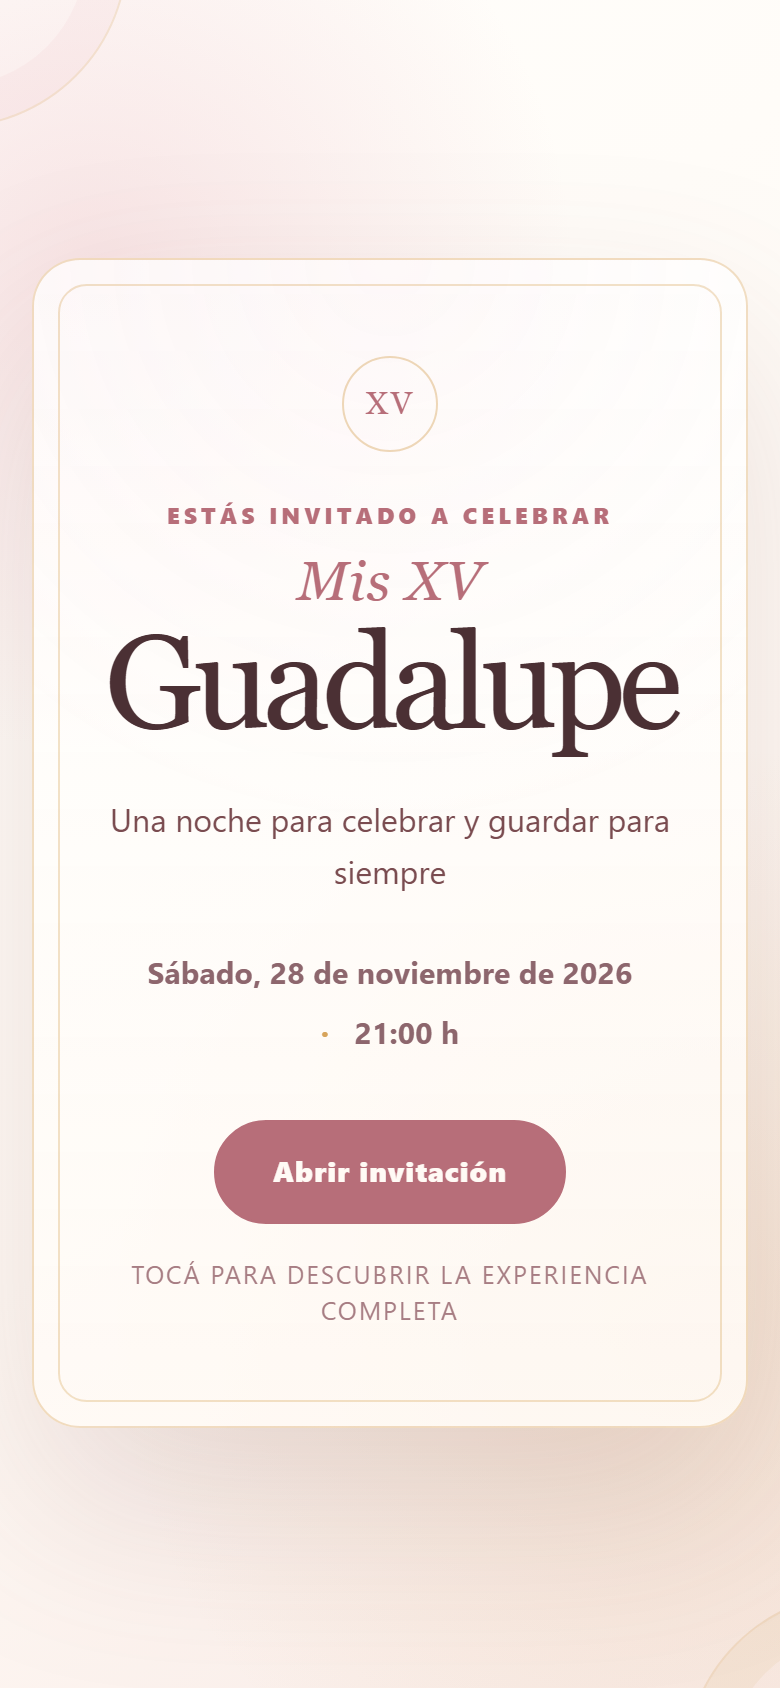 XV
ESTÁS INVITADO A CELEBRAR
Mis XV
Guadalupe
Una noche para celebrar y guardar para
siempre
Sábado, 28 de noviembre de 2026
· 21:00 h
Abrir invitación
TOCÁ PARA DESCUBRIR LA EXPERIENCIA
COMPLETA